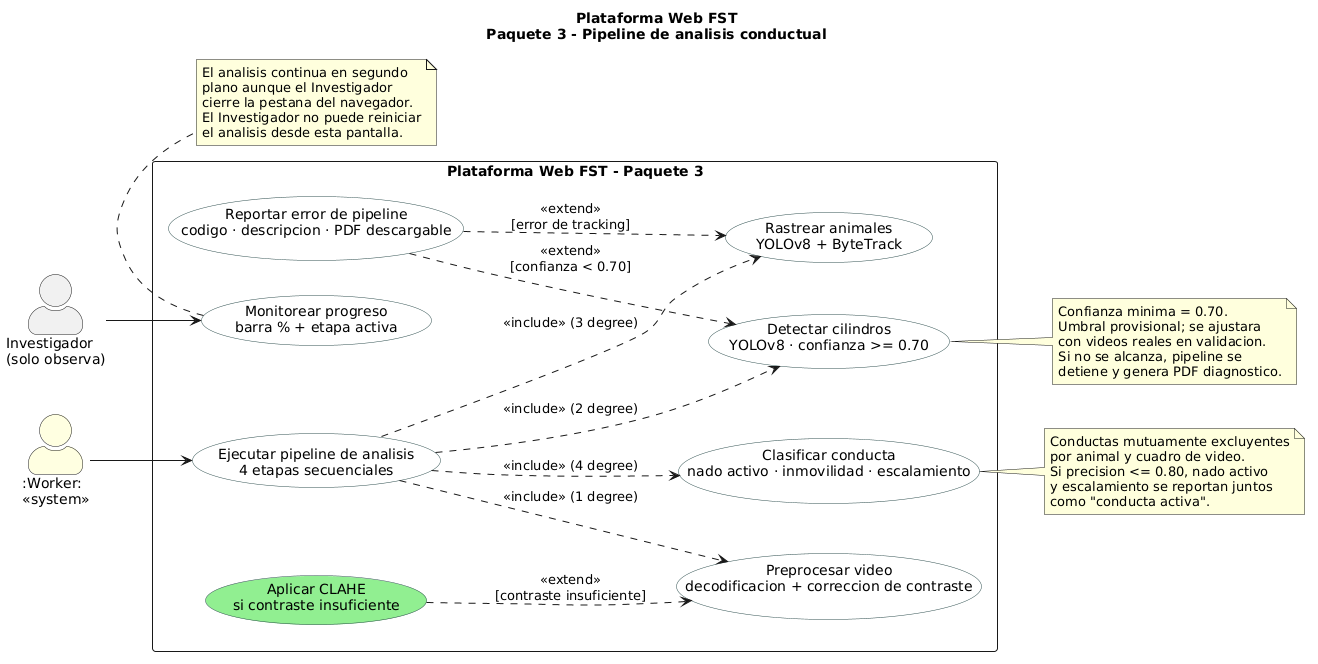 Plataforma Web FST
Paquete 3 - Pipeline de analisis conductual
El analisis continua en segundo
plano aunque el Investigador
cierre la pestana del navegador.
El Investigador no puede reiniciar
el analisis desde esta pantalla.
Plataforma Web FST - Paquete 3
Reportar error de pipeline
codigo · descripcion · PDF descargable
«extend»
[error de tracking]
Rastrear animales
YOLOv8 + ByteTrack
«extend»
[confianza < 0.70]
Monitorear progreso
barra % + etapa activa
«include» (3 degree)
Detectar cilindros
YOLOv8 · confianza >= 0.70
Confianza minima = 0.70.
Umbral provisional; se ajustara
con videos reales en validacion.
Si no se alcanza, pipeline se
detiene y genera PDF diagnostico.
Investigador
(solo observa)
«include» (2 degree)
Ejecutar pipeline de analisis
4 etapas secuenciales
«include» (4 degree)
Clasificar conducta
nado activo · inmovilidad · escalamiento
Conductas mutuamente excluyentes
por animal y cuadro de video.
Si precision <= 0.80, nado activo
y escalamiento se reportan juntos
como "conducta activa".
:Worker:
«system»
«include» (1 degree)
Preprocesar video
decodificacion + correccion de contraste
Aplicar CLAHE
si contraste insuficiente
«extend»
[contraste insuficiente]